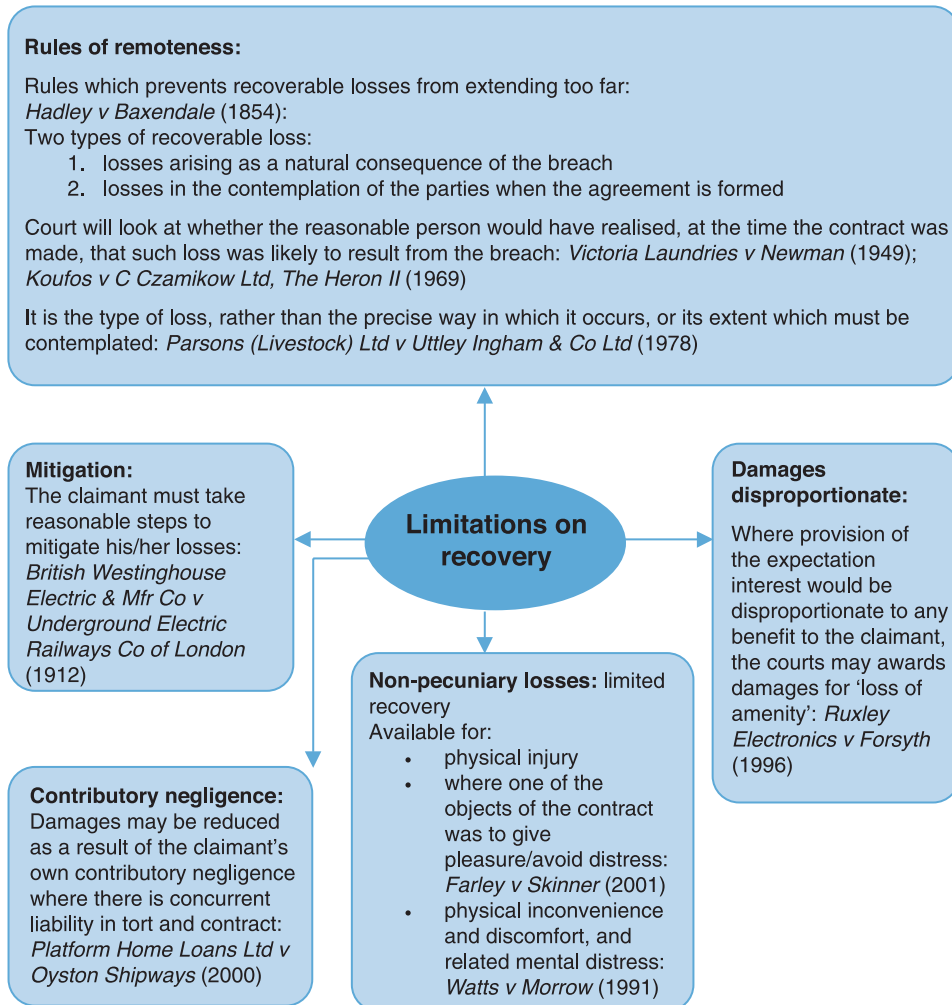 Rules of remoteness:
Rules which prevents recoverable losses from extending too far:
Hadley v Baxendale (1854):
Two types of recoverable loss:
1. losses arising as a natural consequence of the breach
2. losses in the contemplation of the parties when the agreement is formed
Court will look at whether the reasonable person would have realised, at the time the contract was
made, that such loss was likely to result from the breach: Victoria Laundries v Newman (1949);
Koufos v C Czamikow Ltd, The Heron II (1969)
It is the type of loss, rather than the precise way in which it occurs, or its extent which must be
contemplated: Parsons (Livestock) Ltd v Uttley Ingham & Co Ltd (1978)
Mitigation:
The claimant must take
reasonable steps to
mitigate his/her losses:
British Westinghouse
Electric & Mfr Co v
Underground Electric
Railways Co of London
(1912)
Limitations on
recovery
Damages
disproportionate:
Where provision of
the expectation
interest would be
disproportionate to any
benefit to the claimant,
the courts may awards
damages for ‘loss of
amenity’: Ruxley
Electronics v Forsyth
(1996)
Contributory negligence:
Damages may be reduced
as a result of the claimant’s
own contributory negligence
where there is concurrent
liability in tort and contract:
Platform Home Loans Ltd v
Oyston Shipways (2000)
Non-pecuniary losses: limited
recovery
Available for:
• physical injury
• where one of the
objects of the contract
was to give
pleasure/avoid distress:
Farley v Skinner (2001)
• physical inconvenience
and discomfort, and
related mental distress:
Watts v Morrow (1991)